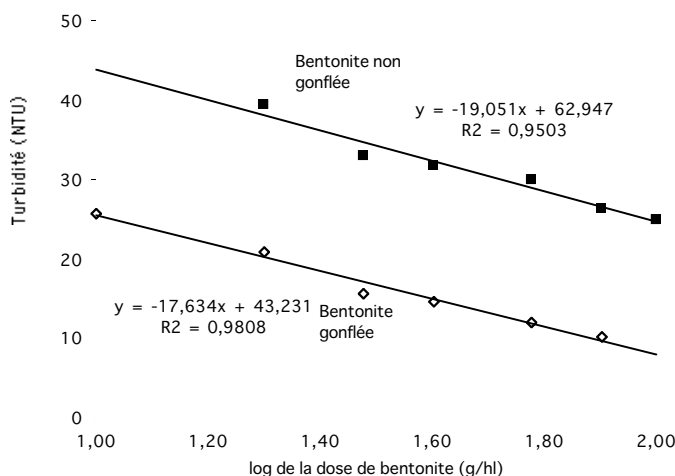 50
Bentonite non
gonflée
40
y = -19,051x + 62,947
R2 = 0,9503
Turbidité (NTU)
30
20
y = -17,634x + 43,231
R2 = 0,9808
Bentonite
gonflée
10
0
1,00 1,20 1,40 1,60 1,80 2,00
log de la dose de bentonite (g/hl)